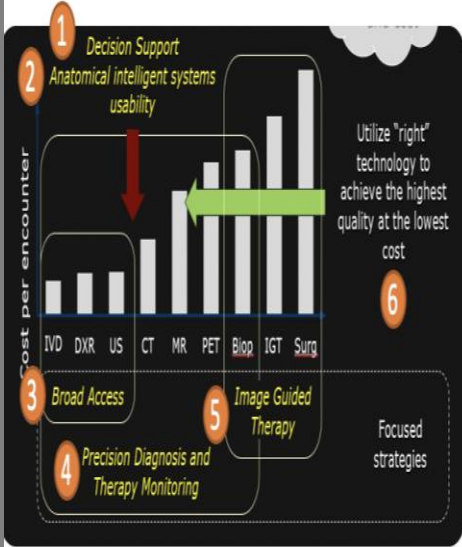 1
Decision Support
2
Anatomical intelligent systems
usability
Cost per encounter
Utilize "right"
technology to
achieve the highest
quality at the lowest
cost
6
IVD DXR US CT MR PET Biop IGT Surg
3 Broad Access
5 Image Guided
Therapy
4 Precision Diagnosis and
Therapy Monitoring
Focused
strategies